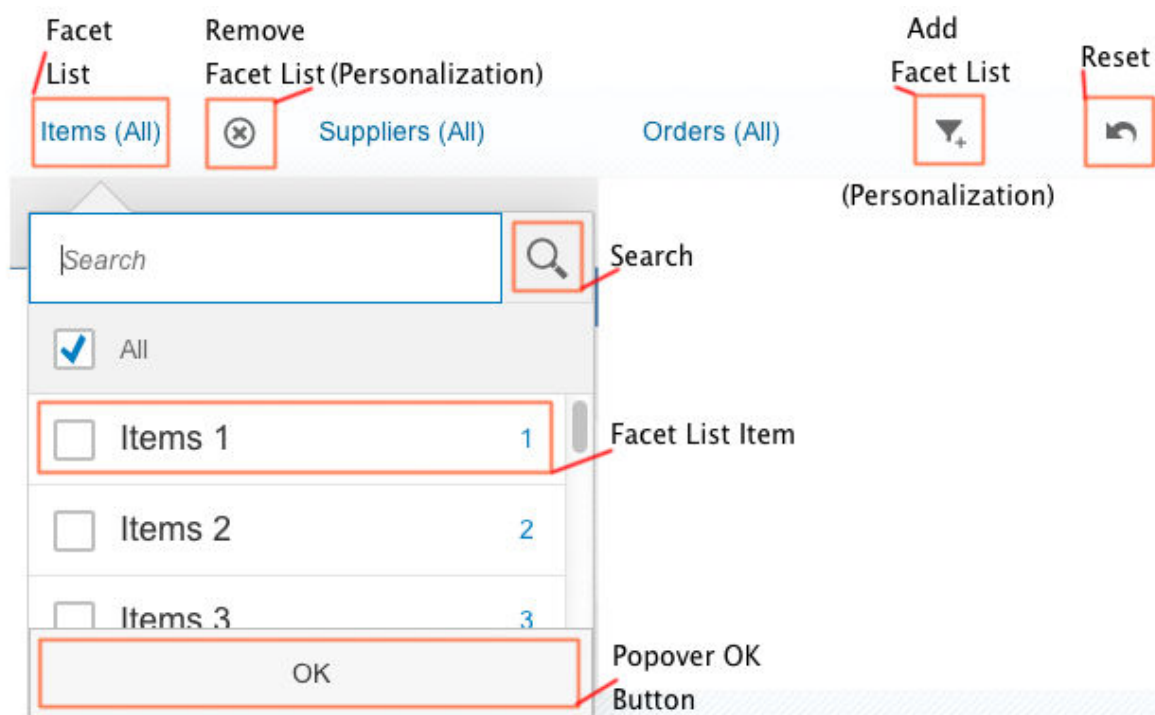 Facet
List
Remove
Facet List (Personalization)
Add
Facet List
Reset
Items (All)
Suppliers (All)
Orders (All)
(Personalization)
Search
Search
All
Items 1 1
Facet List Item
Items 2 2
Items 3 3
OK
Popover OK
Button